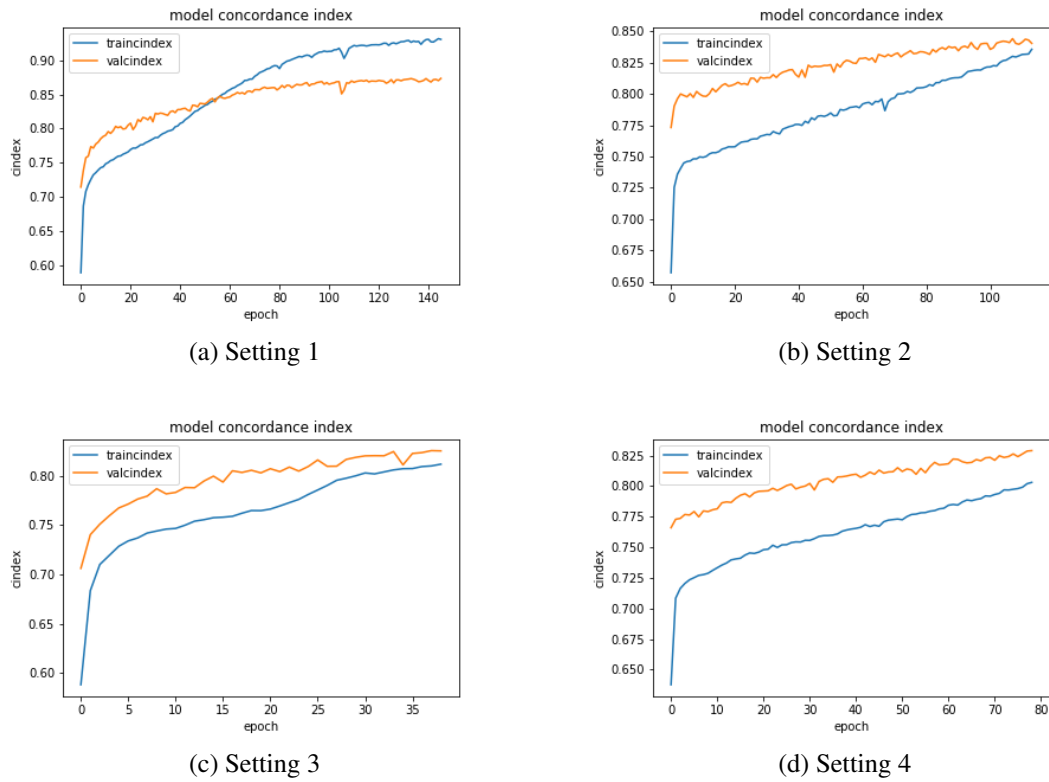 model concordance index
traincindex
valcindex
0.90
0.85
0.80
0.75
0.70
0.65
0.60
cindex
0 20 40 60 80 100 120 140
epoch
(a) Setting 1
model concordance index
traincindex
valcindex
0.850
0.825
0.800
0.775
0.750
0.725
0.700
0.675
0.650
cindex
0 20 40 60 80 100
epoch
(b) Setting 2
model concordance index
traincindex
valcindex
0.80
0.75
0.70
0.65
0.60
cindex
0 5 10 15 20 25 30 35
epoch
(c) Setting 3
model concordance index
traincindex
valcindex
0.825
0.800
0.775
0.750
0.725
0.700
0.675
0.650
cindex
0 10 20 30 40 50 60 70 80
epoch
(d) Setting 4